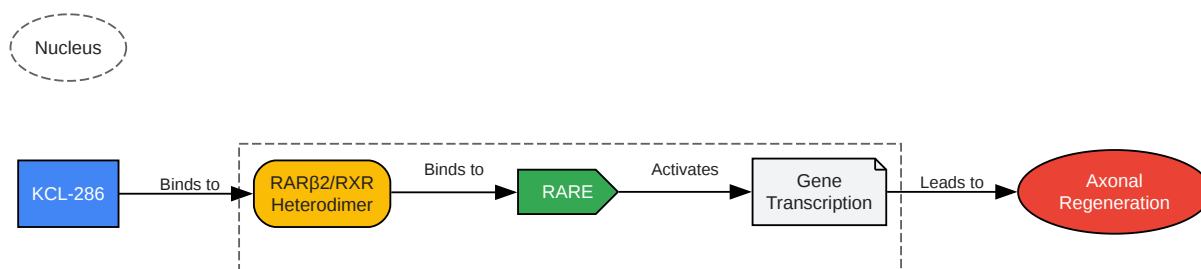 Nucleus
KCL-286
Binds to
RARβ2/RXR
Heterodimer
Binds to
RARE
Activates
Gene
Transcription
Leads to
Axonal
Regeneration